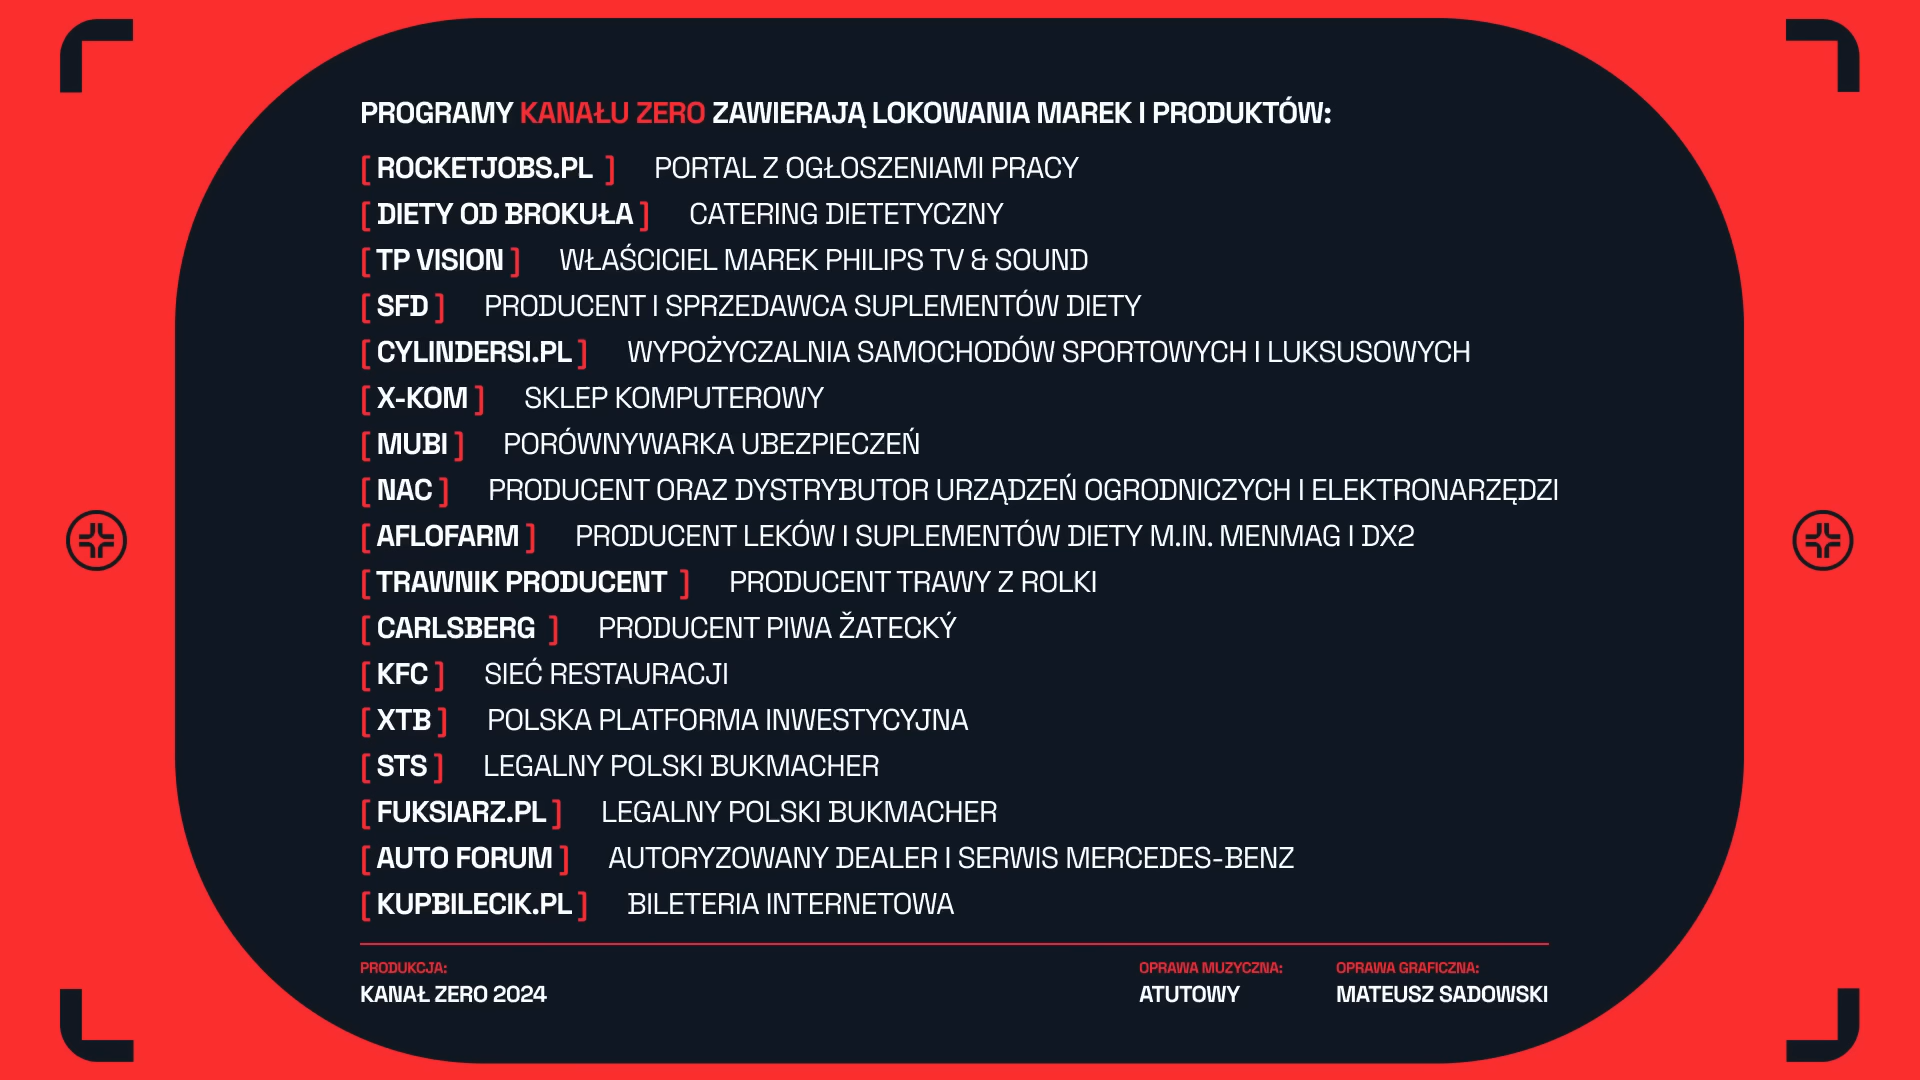 PROGRAMY KANAŁU ZERO ZAWIERAJĄ LOKOWANIA MAREK I PRODUKTÓW:
[ ROCKETJOBS.PL ] PORTAL Z OGŁOSZENIAMI PRACY
[ DIETY OD BROKUŁA ] CATERING DIETETYCZNY
[ TP VISION ] WŁAŚCICIEL MAREK PHILIPS TV & SOUND
[ SFD ] PRODUCENT I SPRZEDAWCA SUPLEMENTÓW DIETY
[ CYLINDERSI.PL ] WYPOŻYCZALNIA SAMOCHODÓW SPORTOWYCH I LUKSUSOWYCH
[ X-KOM ] SKLEP KOMPUTEROWY
[ MUBI ] PORÓWNYWARKA UBEZPIECZEŃ
[ NAC ] PRODUCENT ORAZ DYSTRYBUTOR URZĄDZEŃ OGRODNICZYCH I ELEKTRONARZĘDZI
[ AFLOFARM ] PRODUCENT LEKÓW I SUPLEMENTÓW DIETY M.IN. MENMAG I DX2
[ TRAWNIK PRODUCENT ] PRODUCENT TRAWY Z ROLKI
[ CARLSBERG ] PRODUCENT PIWA ŽATECKÝ
[ KFC ] SIEĆ RESTAURACJI
[ XTB ] POLSKA PLATFORMA INWESTYCYJNA
[ STS ] LEGALNY POLSKI BUKMACHER
[ FUKSIARZ.PL ] LEGALNY POLSKI BUKMACHER
[ AUTO FORUM ] AUTORYZOWANY DEALER I SERWIS MERCEDES-BENZ
[ KUPBILECIK.PL ] BILETERIA INTERNETOWA
PRODUKCJA:
KANAŁ ZERO 2024
OPRAWA MUZYCZNA:
ATUTOWY
OPRAWA GRAFICZNA:
MATEUSZ SADOWSKI